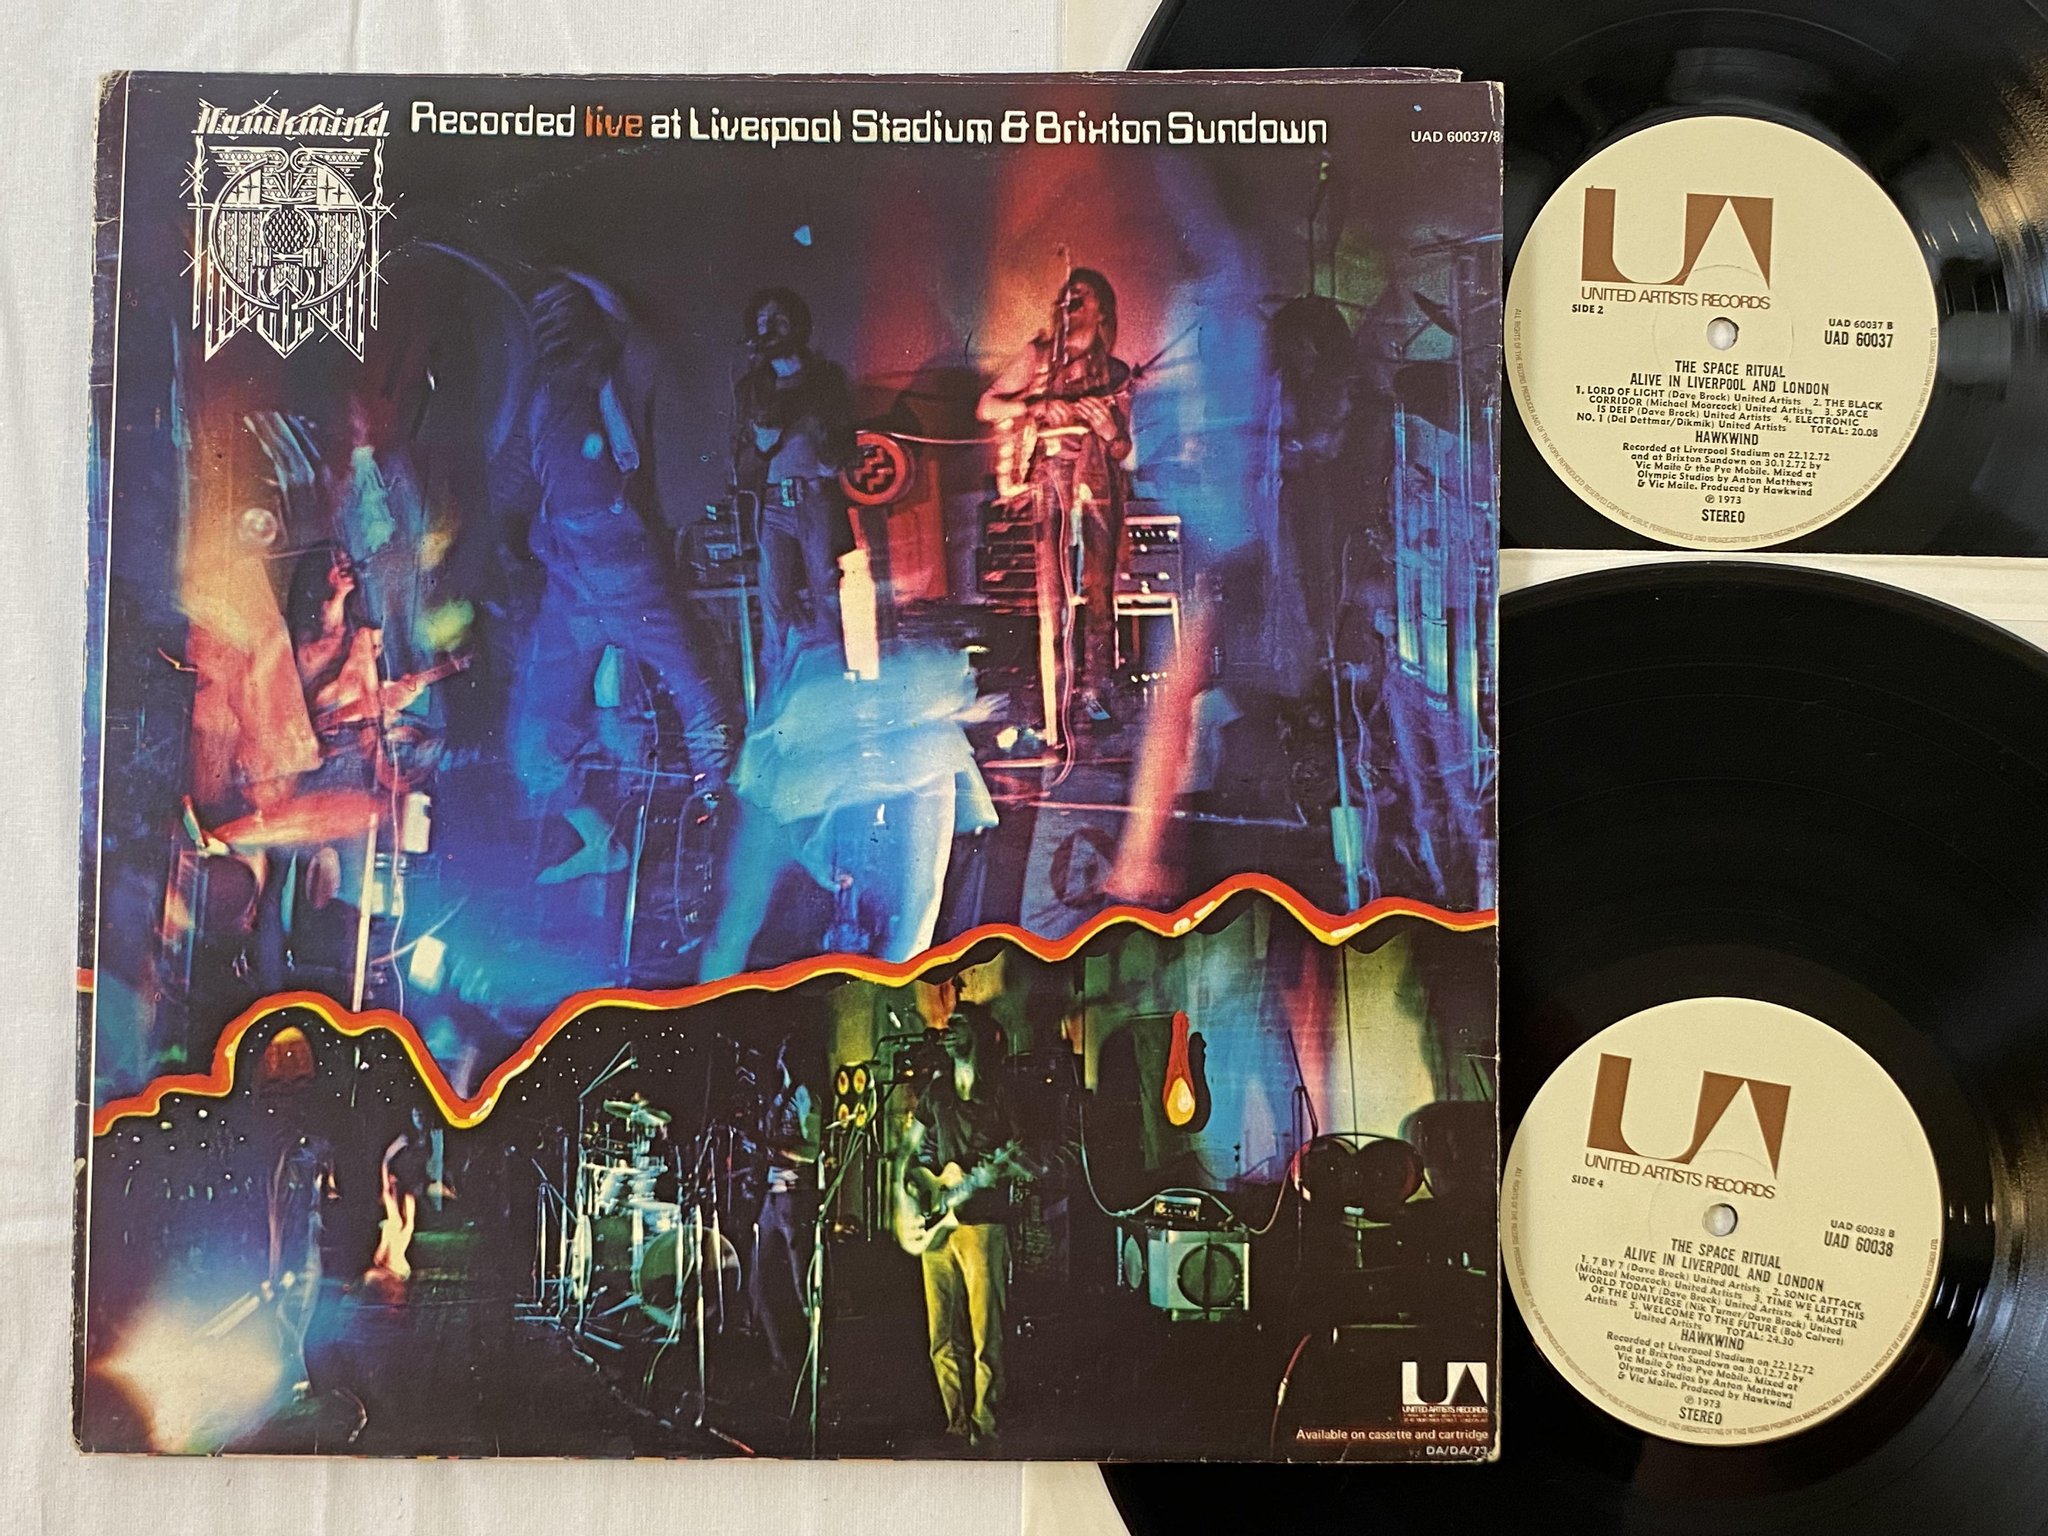 Hawkwind
Recorded live at Liverpool Stadium & Brixton Sundown
UAD 60037/8
UA
UNITED ARTISTS RECORDS
Available on cassette and cartridge
DA/DA/73
UA
UNITED ARTISTS RECORDS
SIDE 2
UAD 60037 B
UAD 60037
THE SPACE RITUAL
ALIVE IN LIVERPOOL AND LONDON
1. LORD OF LIGHT (Dave Brock) United Artists 2. THE BLACK
CORRIDOR (Michael Moorcock) United Artists 3. SPACE
IS DEEP (Dave Brock) United Artists 4. ELECTRONIC
NO. 1 (Del Dettmar/Dikmik) United Artists TOTAL: 20.08
HAWKWIND
Recorded at Liverpool Stadium on 22.12.72
and at Brixton Sundown on 30.12.72 by
Vic Maile & the Pye Mobile. Mixed at
Olympic Studios by Anton Matthews
& Vic Maile. Produced by Hawkwind
℗ 1973
STEREO
UA
UNITED ARTISTS RECORDS
SIDE 4
UAD 60038 B
UAD 60038
THE SPACE RITUAL
ALIVE IN LIVERPOOL AND LONDON
1. 7 BY 7 (Dave Brock) United Artists 2. SONIC ATTACK
(Michael Moorcock) United Artists 3. TIME WE LEFT THIS
WORLD TODAY (Dave Brock) United Artists 4. MASTER
OF THE UNIVERSE (Nik Turner/Dave Brock) United
Artists 5. WELCOME TO THE FUTURE (Bob Calvert)
United Artists TOTAL: 24.30
HAWKWIND
Recorded at Liverpool Stadium on 22.12.72
and at Brixton Sundown on 30.12.72 by
Vic Maile & the Pye Mobile. Mixed at
Olympic Studios by Anton Matthews
& Vic Maile. Produced by Hawkwind
℗ 1973
STEREO